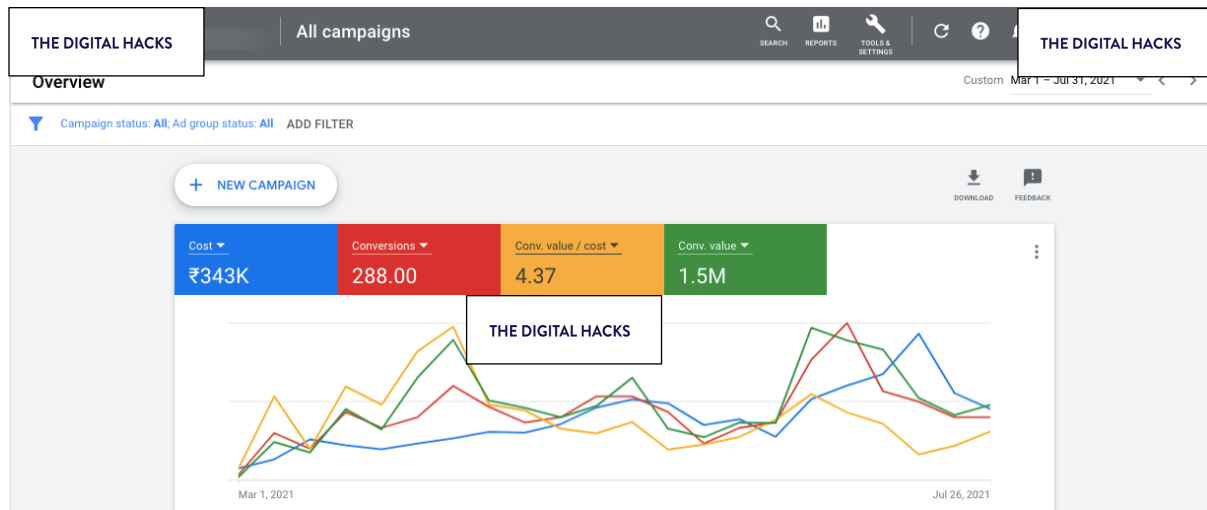 THE DIGITAL HACKS
All campaigns
SEARCH
REPORTS
TOOLS & SETTINGS
THE DIGITAL HACKS
Overview
Custom Mar 1 – Jul 31, 2021
Campaign status: All; Ad group status: All ADD FILTER
+ NEW CAMPAIGN
DOWNLOAD
FEEDBACK
Cost
₹343K
Conversions
288.00
Conv. value / cost
4.37
Conv. value
1.5M
THE DIGITAL HACKS
Mar 1, 2021
Jul 26, 2021